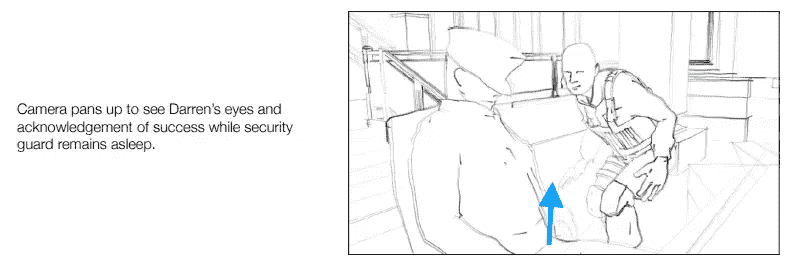 Camera pans up to see Darren's eyes and
acknowledgement of success while security
guard remains asleep.